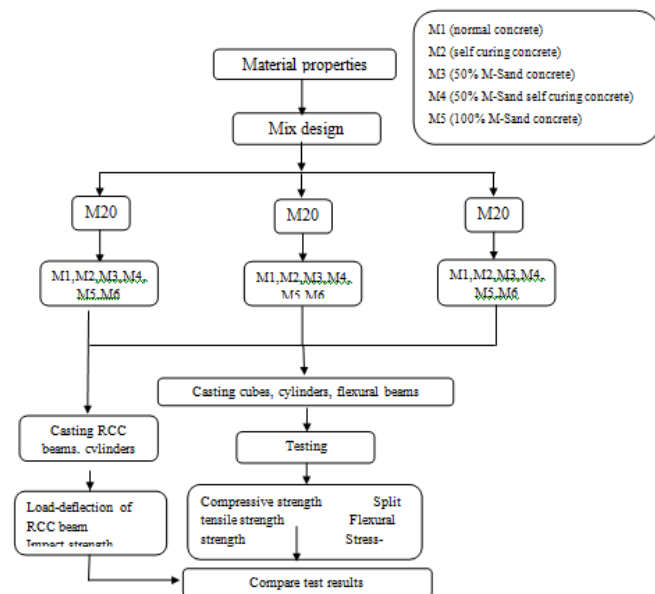 M1 (normal concrete)
M2 (self curing concrete)
M3 (50% M-Sand concrete)
M4 (50% M-Sand self curing concrete)
M5 (100% M-Sand concrete)
Material properties
Mix design
M20
M20
M20
M1,M2,M3,M4,
M5,M6
M1,M2,M3,M4,
M5,M6
M1,M2,M3,M4,
M5,M6
Casting cubes, cylinders, flexural beams
Casting RCC
beams, cylinders
Testing
Load-deflection of
RCC beam
Impact strength
Compressive strength Split
tensile strength Flexural
strength Stress-
Compare test results